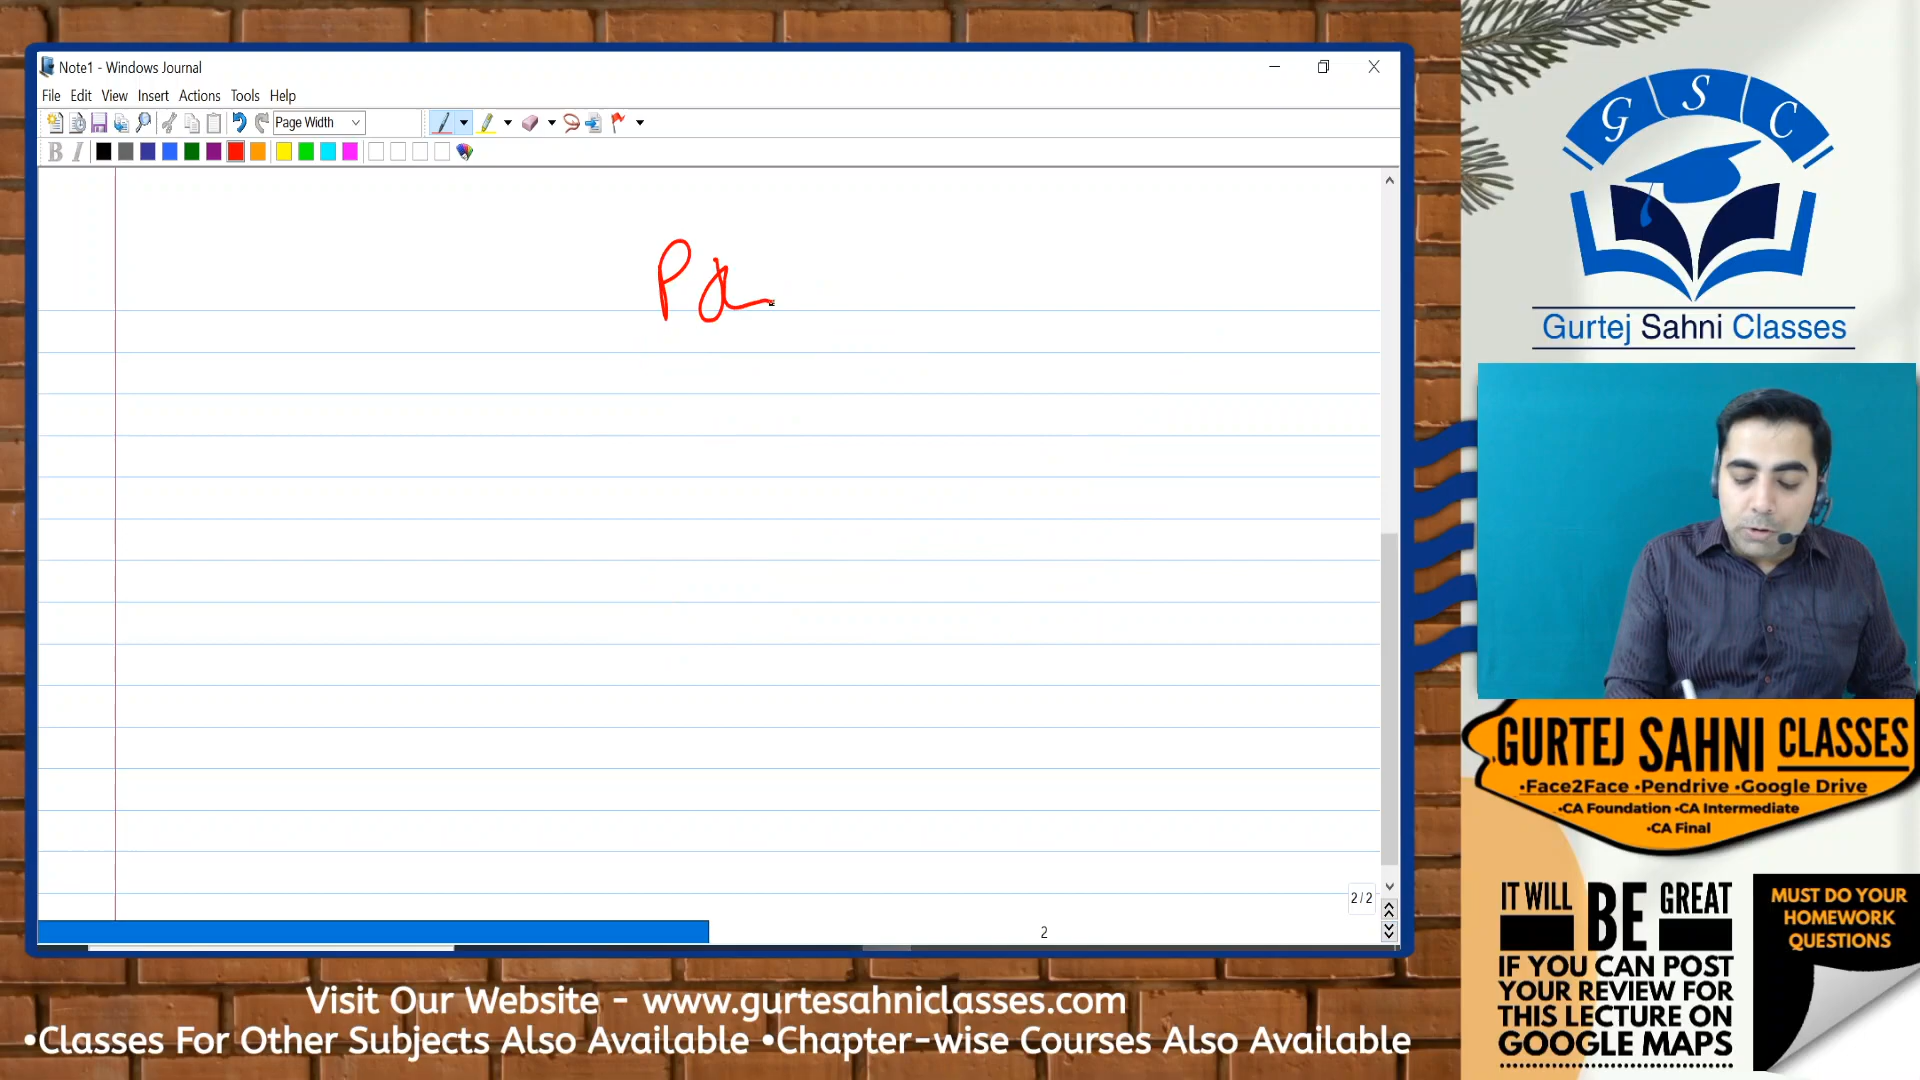 Note1 - Windows Journal
File Edit View Insert Actions Tools Help
Page Width
B I
Pa
2 / 2
2
G S C
Gurtej Sahni Classes
GURTEJ SAHNI CLASSES
•Face2Face •Pendrive •Google Drive
•CA Foundation •CA Intermediate
•CA Final
IT WILL BE GREAT
IF YOU CAN POST
YOUR REVIEW FOR
THIS LECTURE ON
GOOGLE MAPS
MUST DO YOUR
HOMEWORK
QUESTIONS
Visit Our Website - www.gurtesahniclasses.com
•Classes For Other Subjects Also Available •Chapter-wise Courses Also Available